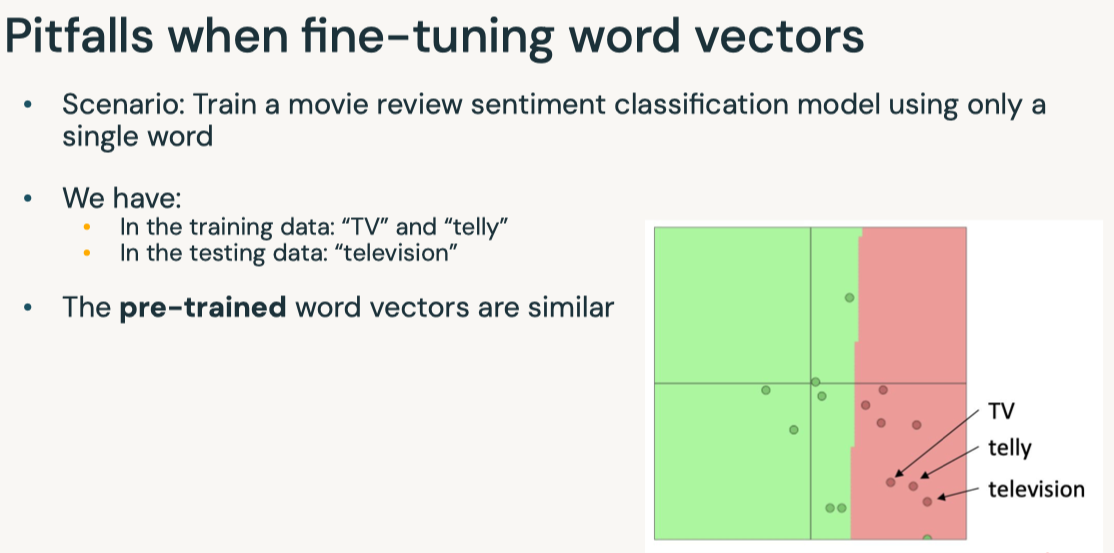 Pitfalls when fine-tuning word vectors
• Scenario: Train a movie review sentiment classification model using only a
single word
• We have:
• In the training data: “TV” and “telly”
• In the testing data: “television”
• The pre-trained word vectors are similar
TV
telly
television